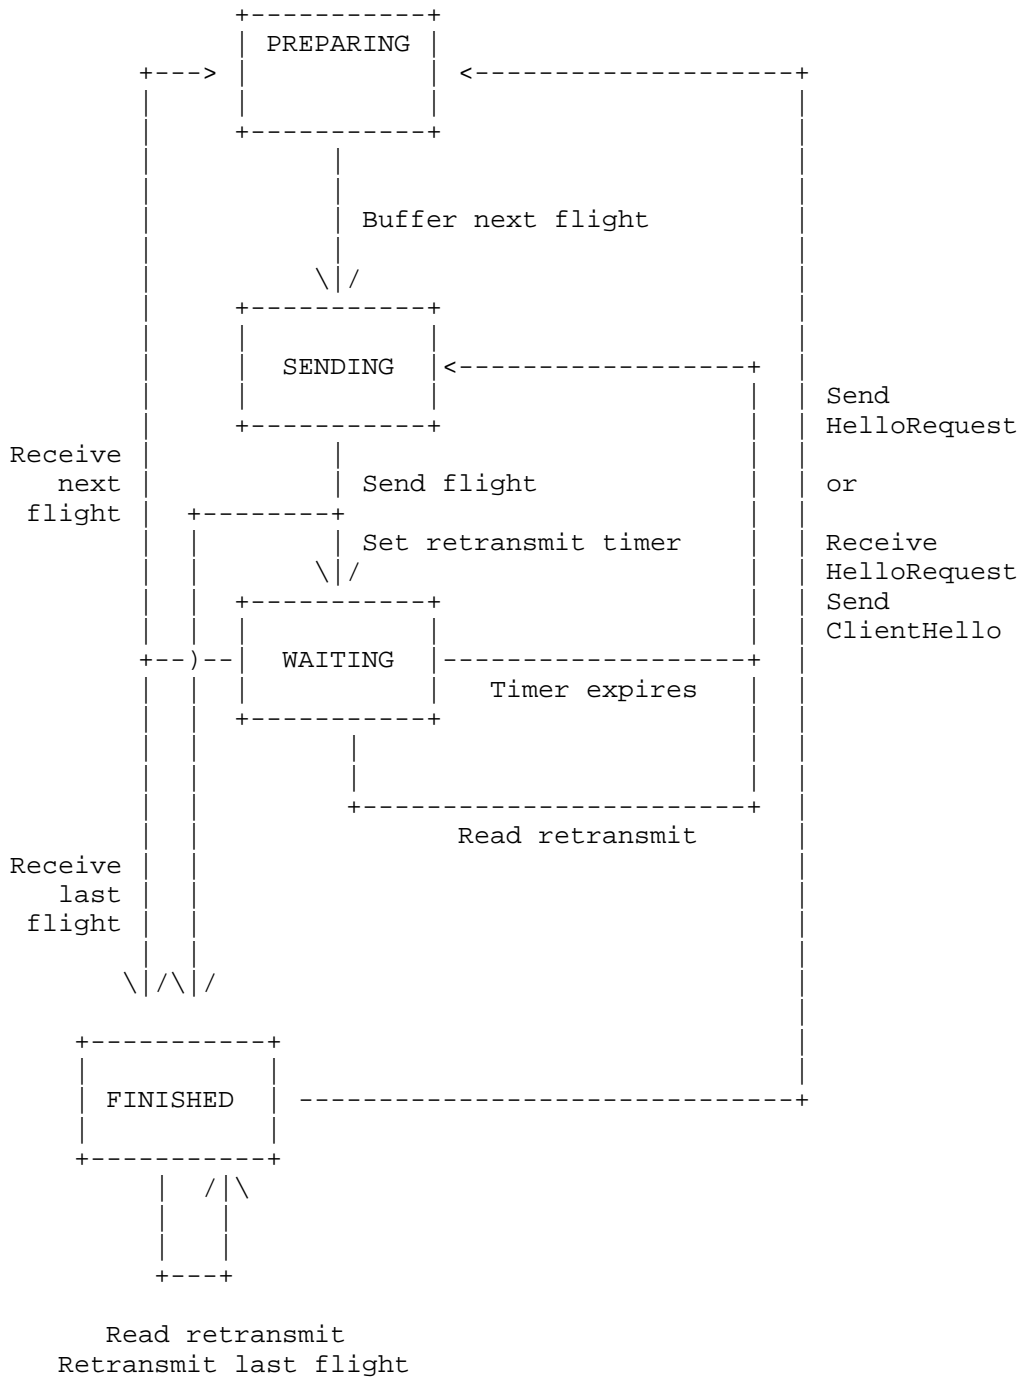 PREPARING
Buffer next flight
SENDING
Send
HelloRequest
Receive
next
flight
Send flight
or
Set retransmit timer
Receive
HelloRequest
Send
ClientHello
WAITING
Timer expires
Read retransmit
Receive
last
flight
FINISHED
Read retransmit
Retransmit last flight